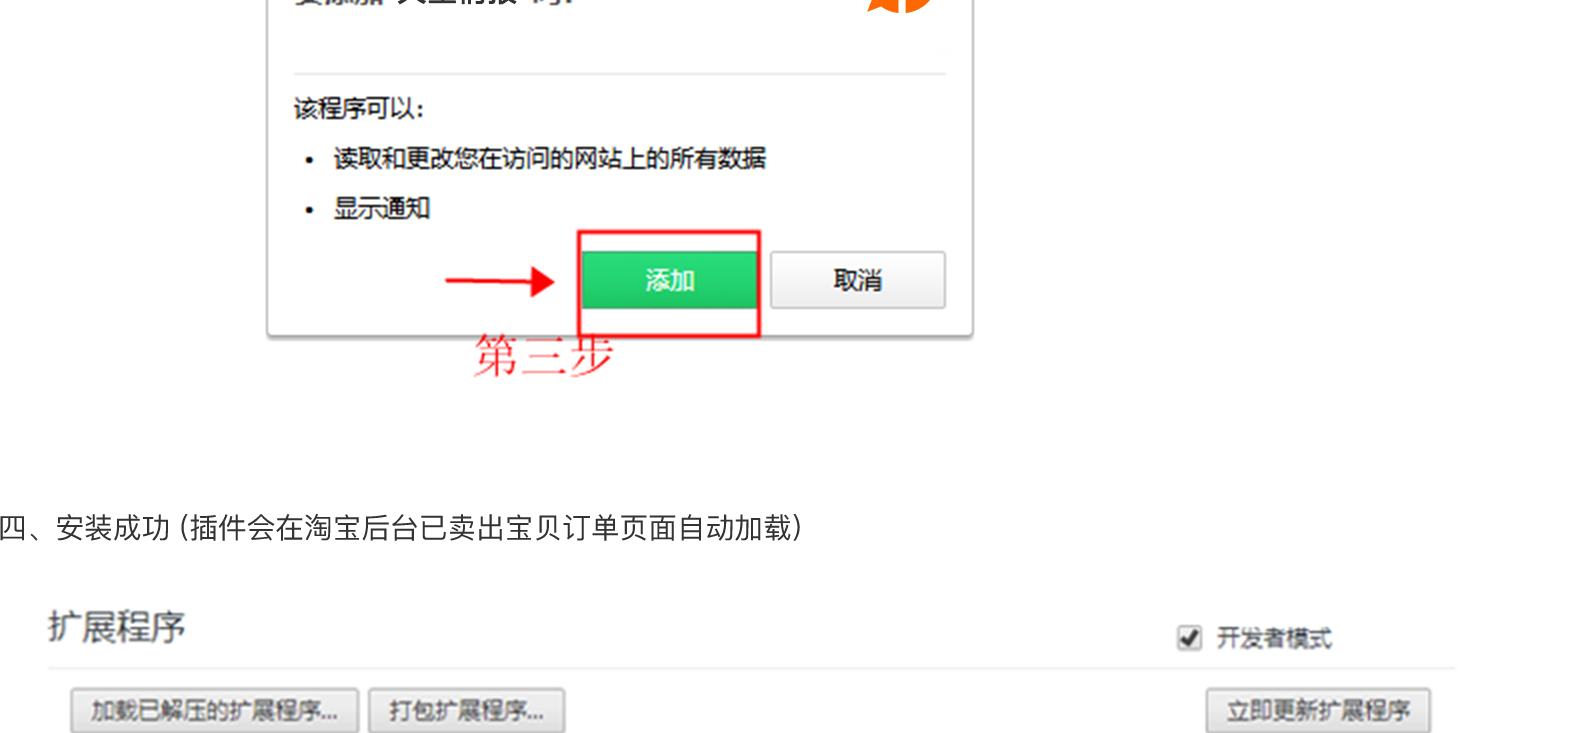 该程序可以：
• 读取和更改您在访问的网站上的所有数据
• 显示通知
添加 取消
第三步
四、安装成功（插件会在淘宝后台已卖出宝贝订单页面自动加载）
扩展程序 开发者模式
加载已解压的扩展程序... 打包扩展程序... 立即更新扩展程序